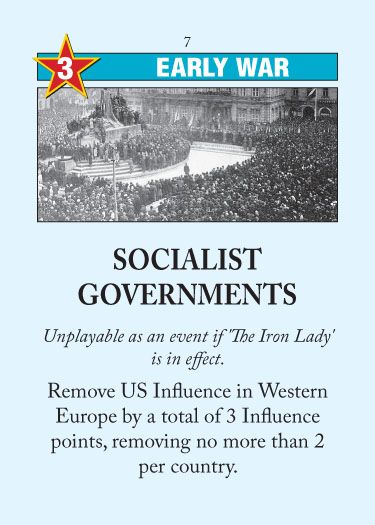 7
3
EARLY WAR
SOCIALIST
GOVERNMENTS
Unplayable as an event if 'The Iron Lady'
is in effect.
Remove US Influence in Western
Europe by a total of 3 Influence
points, removing no more than 2
per country.